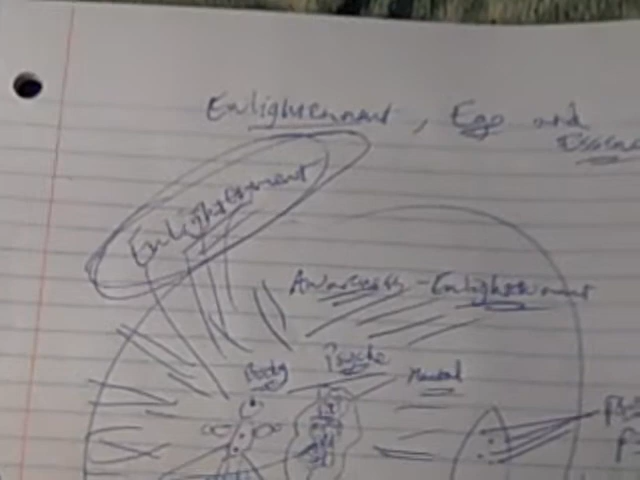 Enlightenment, Ego and
Enlightenment
Awareness - Enlightenment
Body Psyche Mental